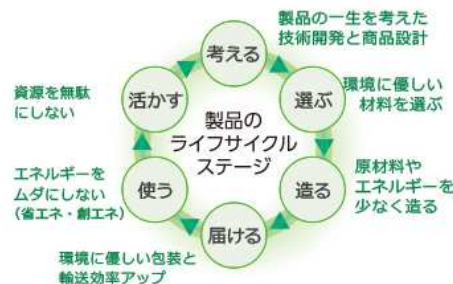 製品の一生を考えた
技術開発と商品設計
考える
環境に優しい
材料を選ぶ
選ぶ
原材料や
エネルギーを
少なく造る
造る
環境に優しい包装と
輸送効率アップ
届ける
エネルギーを
ムダにしない
(省エネ・創エネ)
使う
資源を無駄
にしない
活かす
製品の
ライフサイクル
ステージ